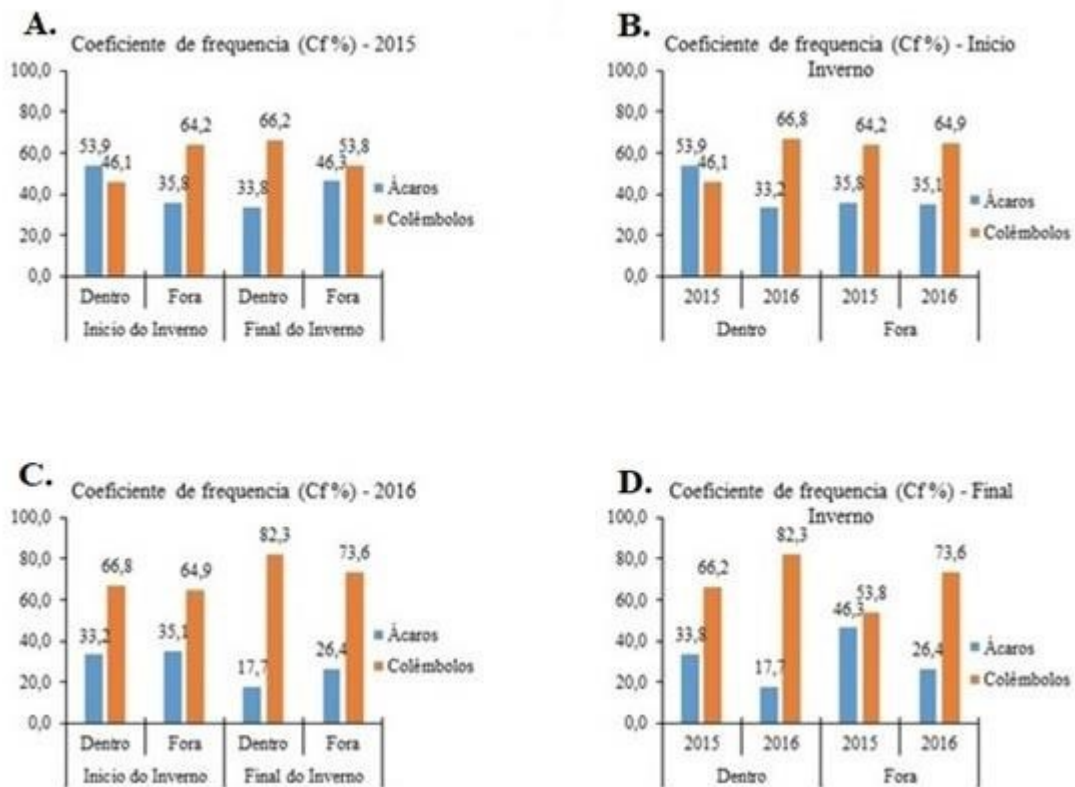 A.
Coeficiente de frequencia (Cf %) - 2015
100,0
80,0
60,0
40,0
20,0
0,0
53,9
46,1
35,8
64,2
33,8
66,2
46,3
53,8
Ácaros
Colêmbolos
Dentro
Fora
Dentro
Fora
Inicio do Inverno
Final do Inverno
B.
Coeficiente de frequencia (Cf %) - Inicio
Inverno
100,0
80,0
60,0
40,0
20,0
0,0
53,9
46,1
33,2
66,8
35,8
64,2
35,1
64,9
Ácaros
Colêmbolos
2015
2016
2015
2016
Dentro
Fora
C.
Coeficiente de frequencia (Cf %) - 2016
100,0
80,0
60,0
40,0
20,0
0,0
33,2
66,8
35,1
64,9
17,7
82,3
26,4
73,6
Ácaros
Colêmbolos
Dentro
Fora
Dentro
Fora
Inicio do Inverno
Final do Inverno
D.
Coeficiente de frequencia (Cf %) - Final
Inverno
100,0
80,0
60,0
40,0
20,0
0,0
33,8
66,2
17,7
82,3
46,3
53,8
26,4
73,6
Ácaros
Colêmbolos
2015
2016
2015
2016
Dentro
Fora